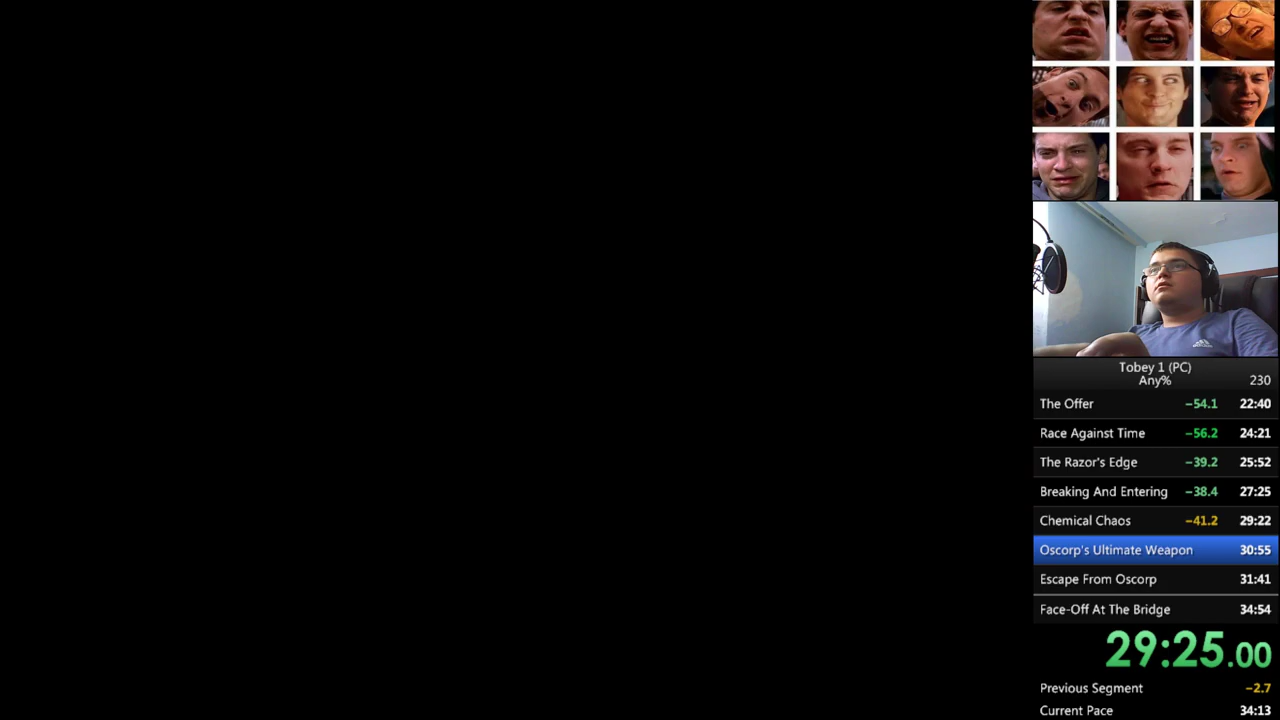 Tobey 1 (PC)
Any% 230
The Offer −54.1 22:40
Race Against Time −56.2 24:21
The Razor's Edge −39.2 25:52
Breaking And Entering −38.4 27:25
Chemical Chaos −41.2 29:22
Oscorp's Ultimate Weapon 30:55
Escape From Oscorp 31:41
Face-Off At The Bridge 34:54
29:25.00
Previous Segment −2.7
Current Pace 34:13